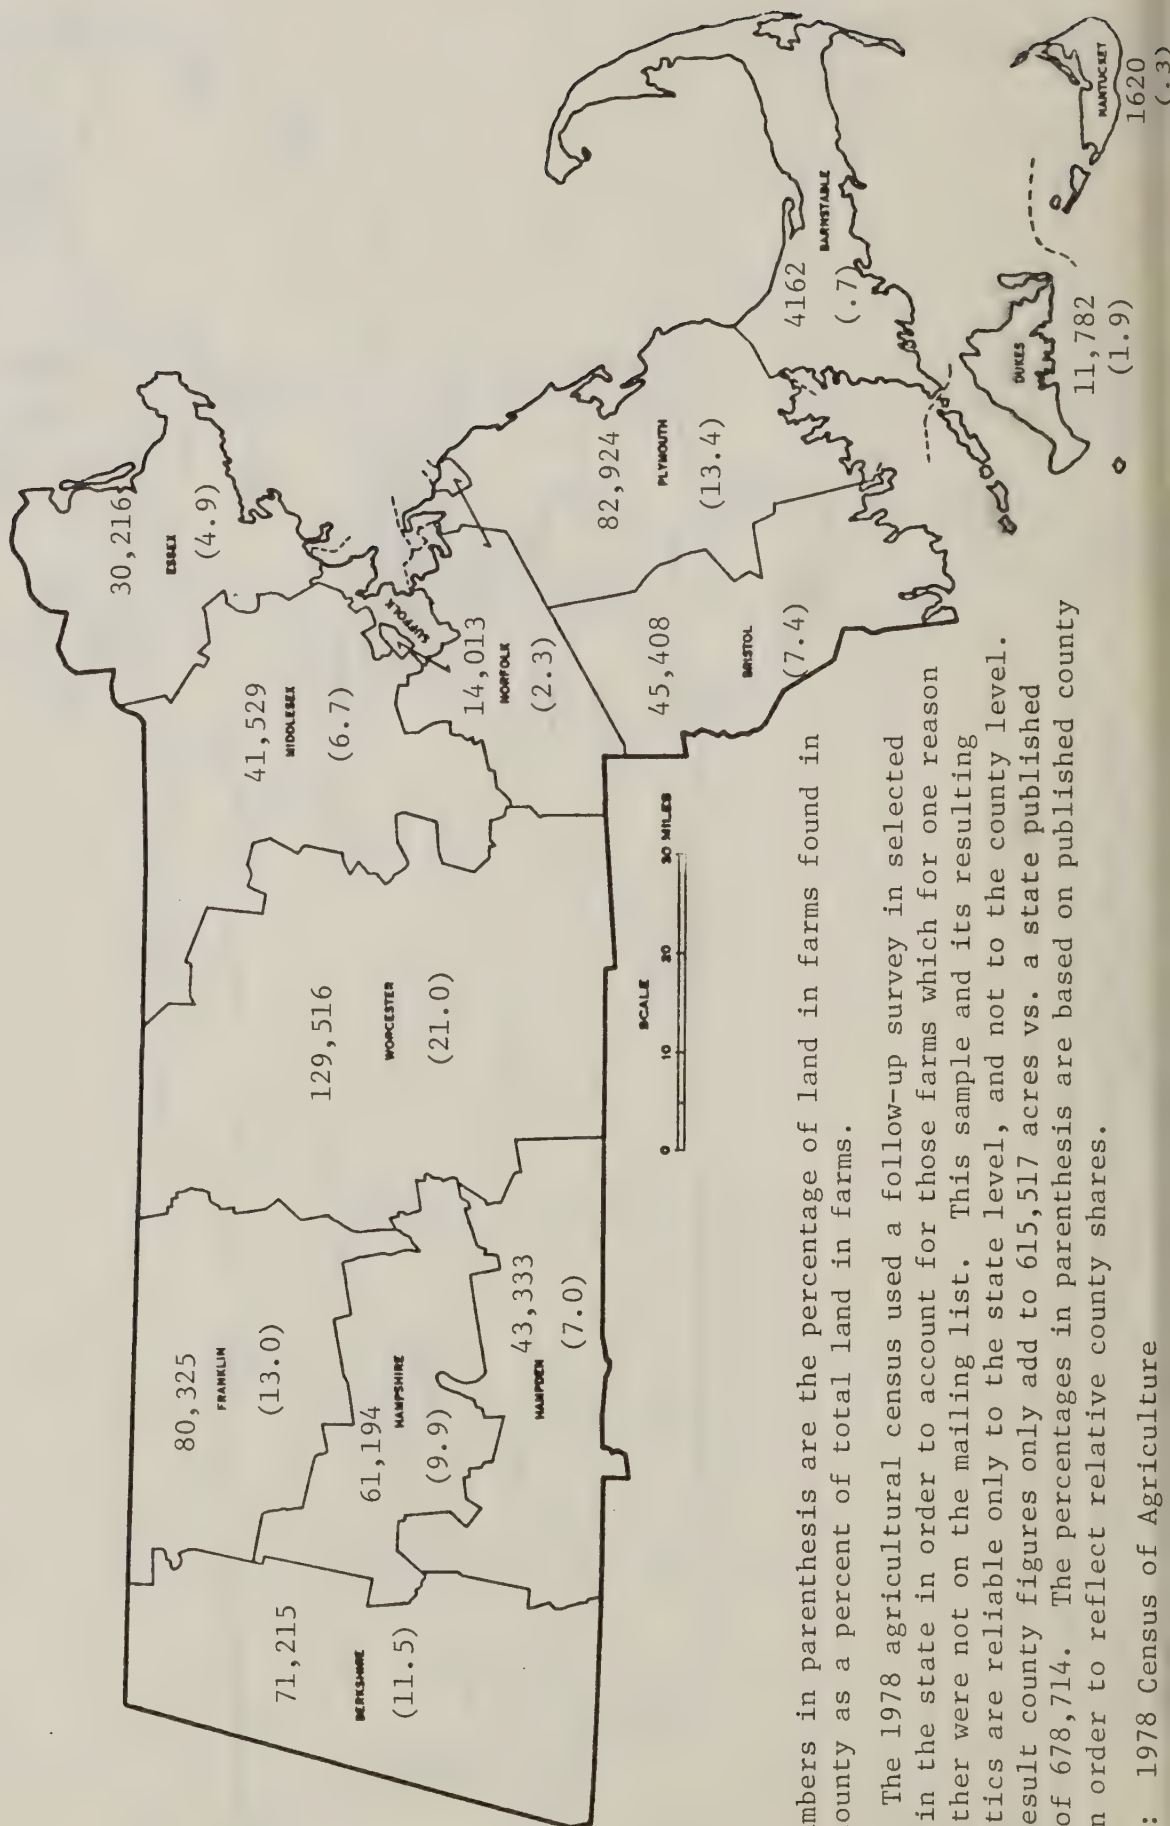 30,216
ESSEX
(4.9)
41,529
MIDDLESEX
(6.7)
SUFFOLK
14,013
NORFOLK
(2.3)
129,516
WORCESTER
(21.0)
80,325
FRANKLIN
(13.0)
61,194
HAMPSHIRE
(9.9)
43,333
HAMPDEN
(7.0)
71,215
BERKSHIRE
(11.5)
82,924
PLYMOUTH
(13.4)
45,408
BRISTOL
(7.4)
4162
BARNSTABLE
(.7)
DUKES
11,782
(1.9)
NANTUCKET
1620
(.3)
SCALE
0 10 20 30 MILES
mbers in parenthesis are the percentage of land in farms found in
ounty as a percent of total land in farms.
The 1978 agricultural census used a follow-up survey in selected
in the state in order to account for those farms which for one reason
ther were not on the mailing list. This sample and its resulting
tics are reliable only to the state level, and not to the county level.
esult county figures only add to 615,517 acres vs. a state published
of 678,714. The percentages in parenthesis are based on published county
n order to reflect relative county shares.
: 1978 Census of Agriculture